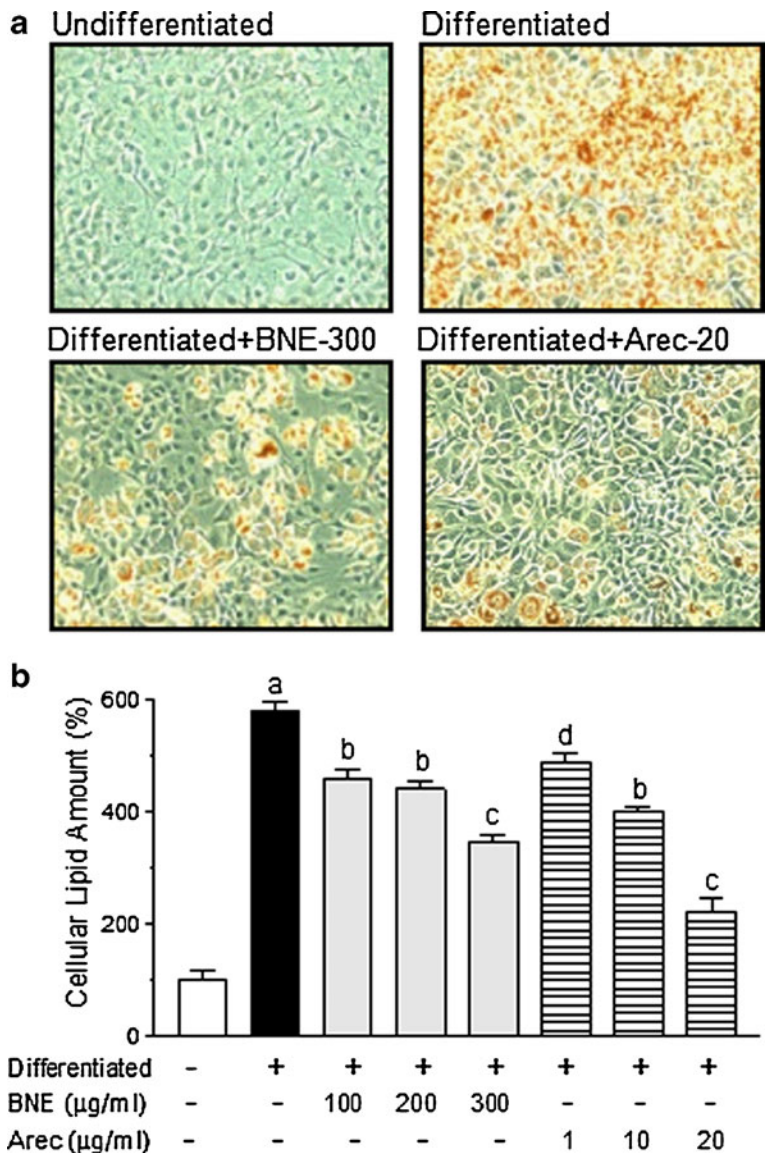 a
Undifferentiated
Differentiated
Differentiated+BNE-300
Differentiated+Arec-20
b
Cellular Lipid Amount (%)
600
400
200
0
a
b
b
c
d
b
c
Differentiated - + + + + + + +
BNE (μg/ml) - - 100 200 300 - - -
Arec (μg/ml) - - - - - 1 10 20